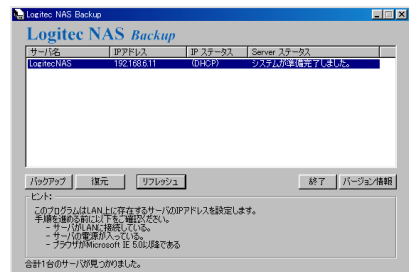 Logitec NAS Backup
Logitec NAS Backup
サーバ名 IPアドレス IP ステータス Server ステータス
LogitecNAS 192.168.6.11 (DHCP) システムが準備完了しました。
バックアップ 復元 リフレッシュ 終了 バージョン情報
ヒント:
このプログラムはLAN上に存在するサーバのIPアドレスを設定します。
手順を進める前に以下をご確認ください。
- サーバがLANに接続している。
- サーバの電源が入っている。
- ブラウザがMicrosoft IE 5.0以降である
合計1台のサーバが見つかりました。